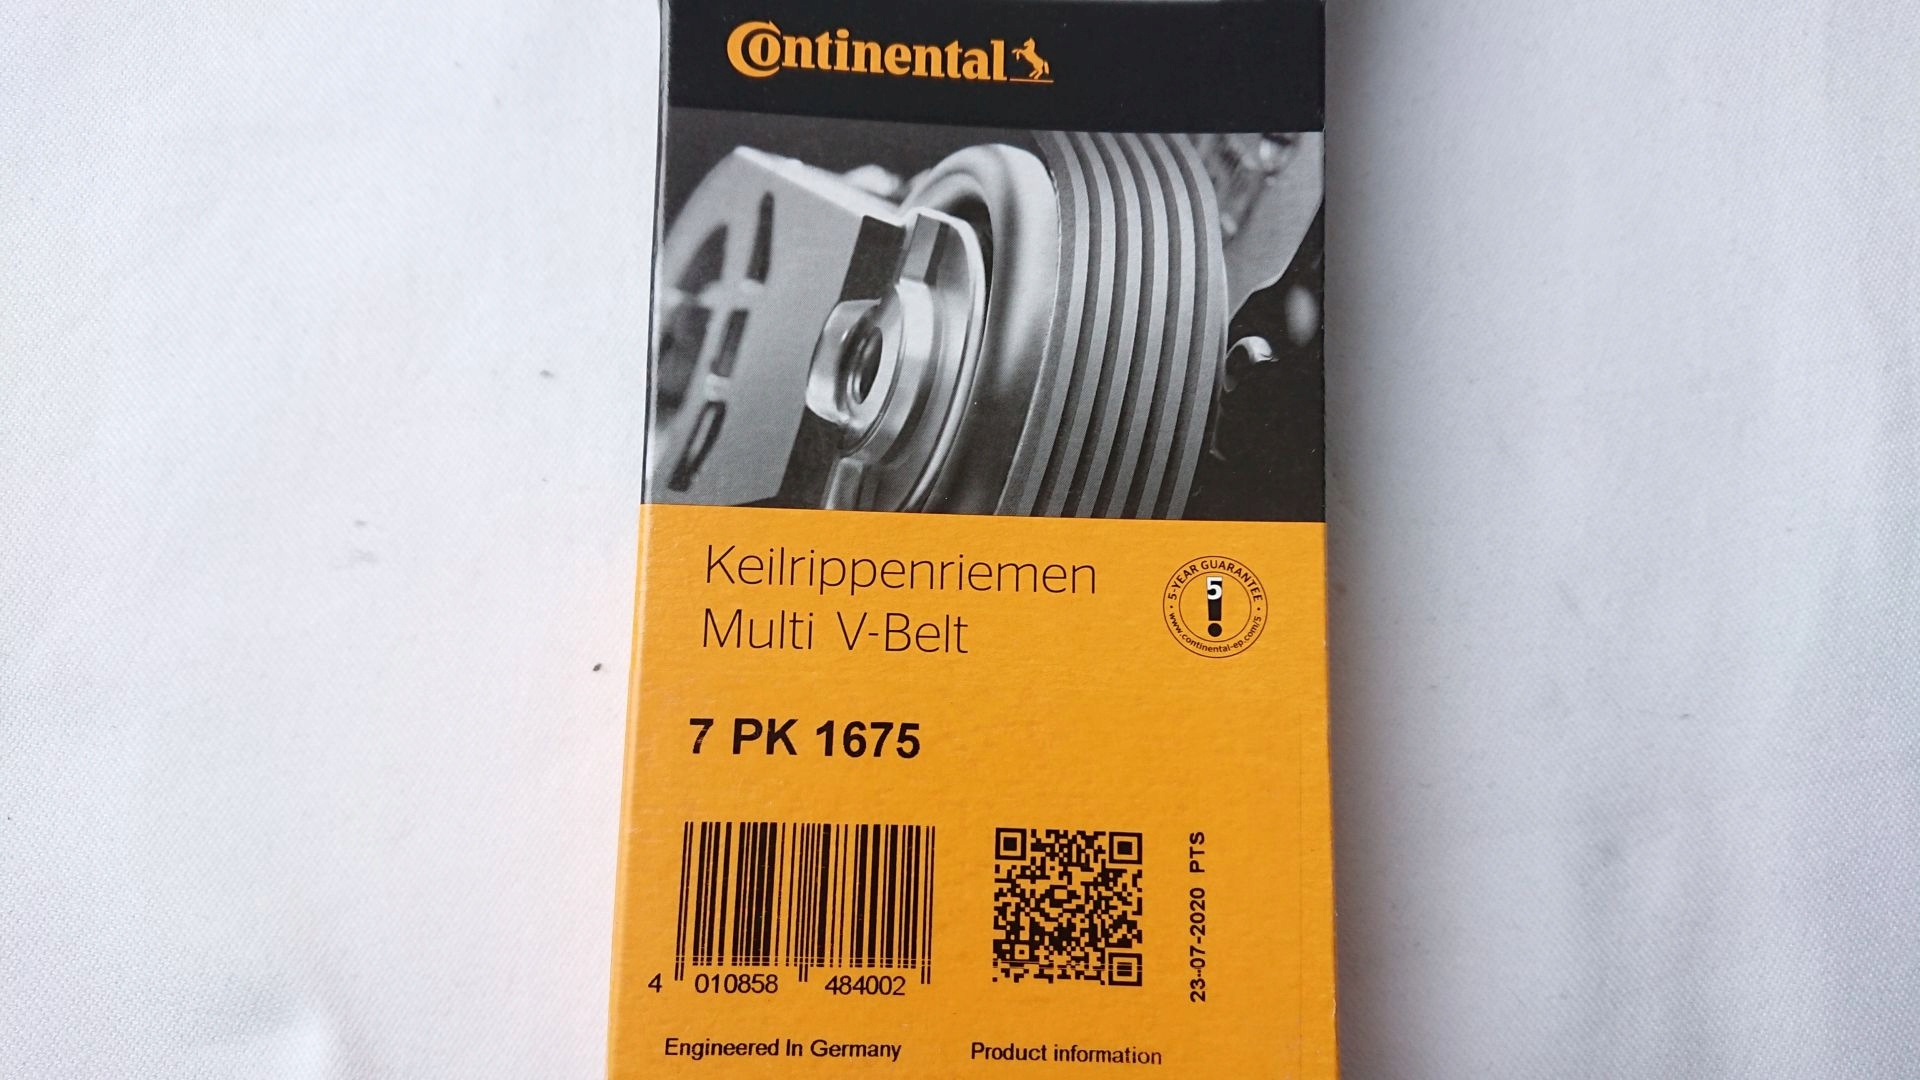 Continental
Keilrippenriemen
Multi V-Belt
5-YEAR GUARANTEE
5
www.continental-ep.com/5
7 PK 1675
4 010858 484002
23-07-2020 PTS
Engineered In Germany
Product information